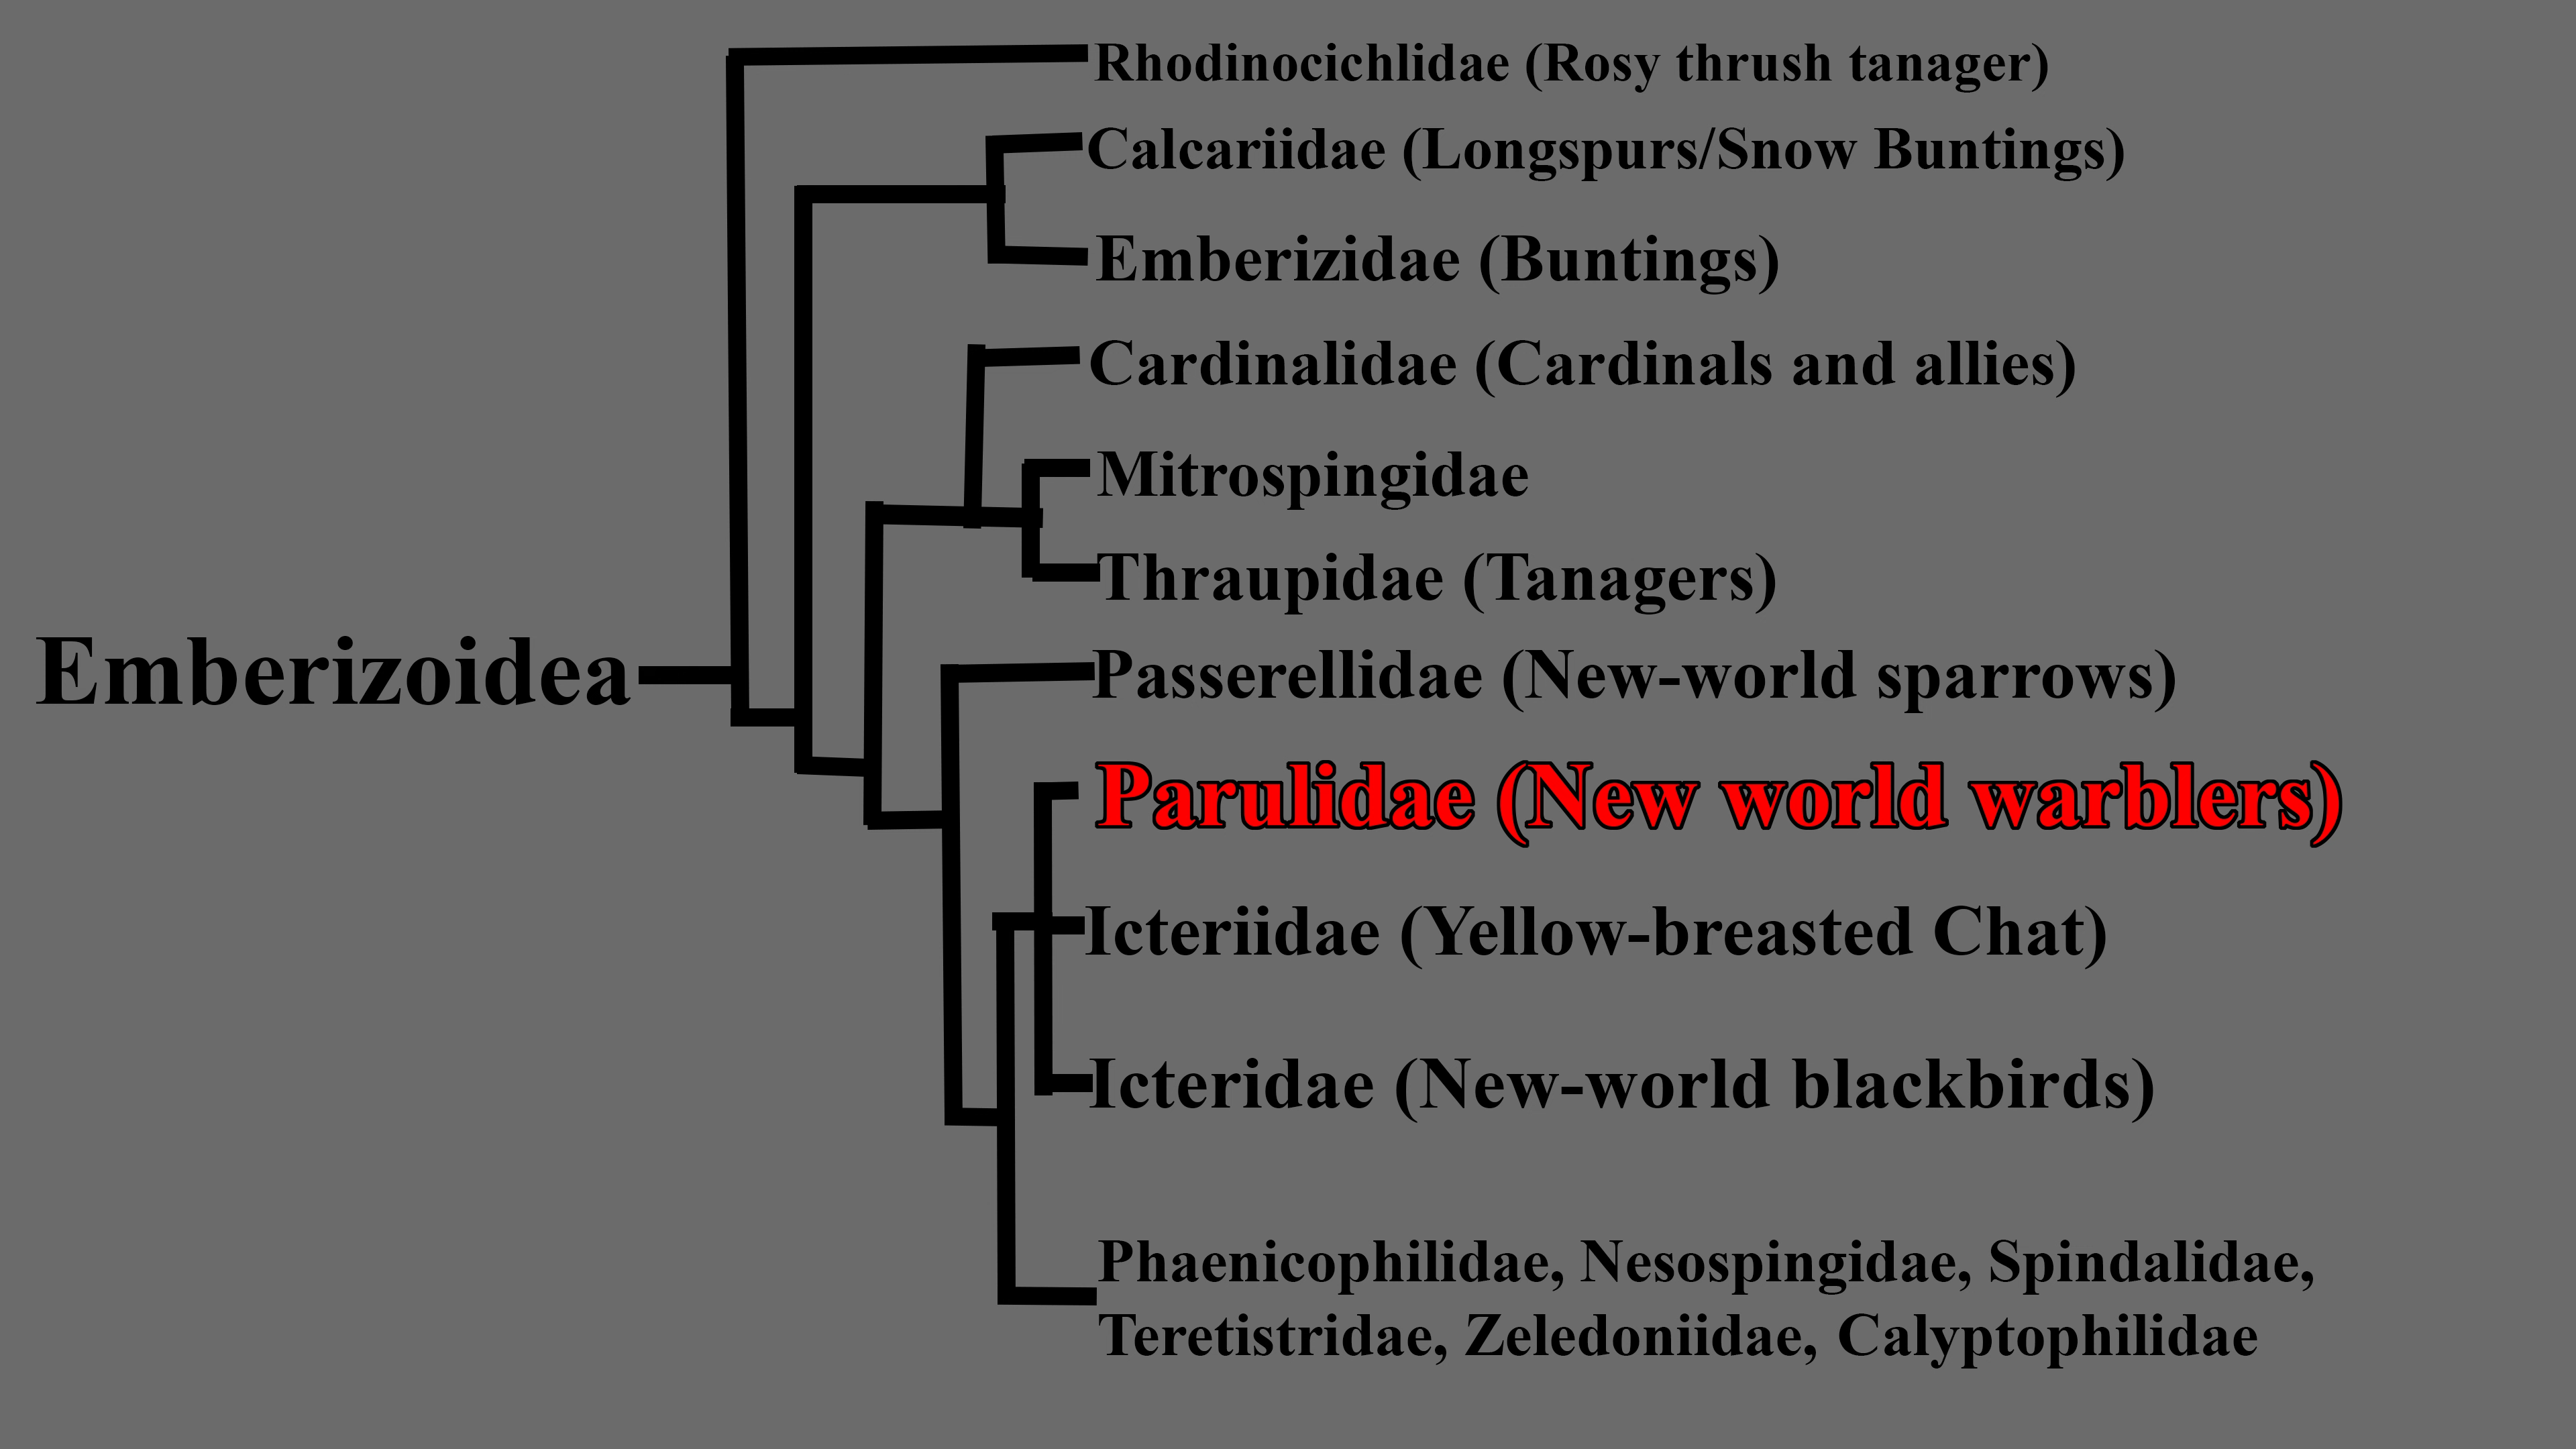 Rhodinocichlidae (Rosy thrush tanager)
Calcariidae (Longspurs/Snow Buntings)
Emberizidae (Buntings)
Cardinalidae (Cardinals and allies)
Mitrospingidae
Thraupidae (Tanagers)
Emberizoidea
Passerellidae (New-world sparrows)
Parulidae (New world warblers)
Icteriidae (Yellow-breasted Chat)
Icteridae (New-world blackbirds)
Phaenicophilidae, Nesospingidae, Spindalidae,
Teretistridae, Zeledoniidae, Calyptophilidae